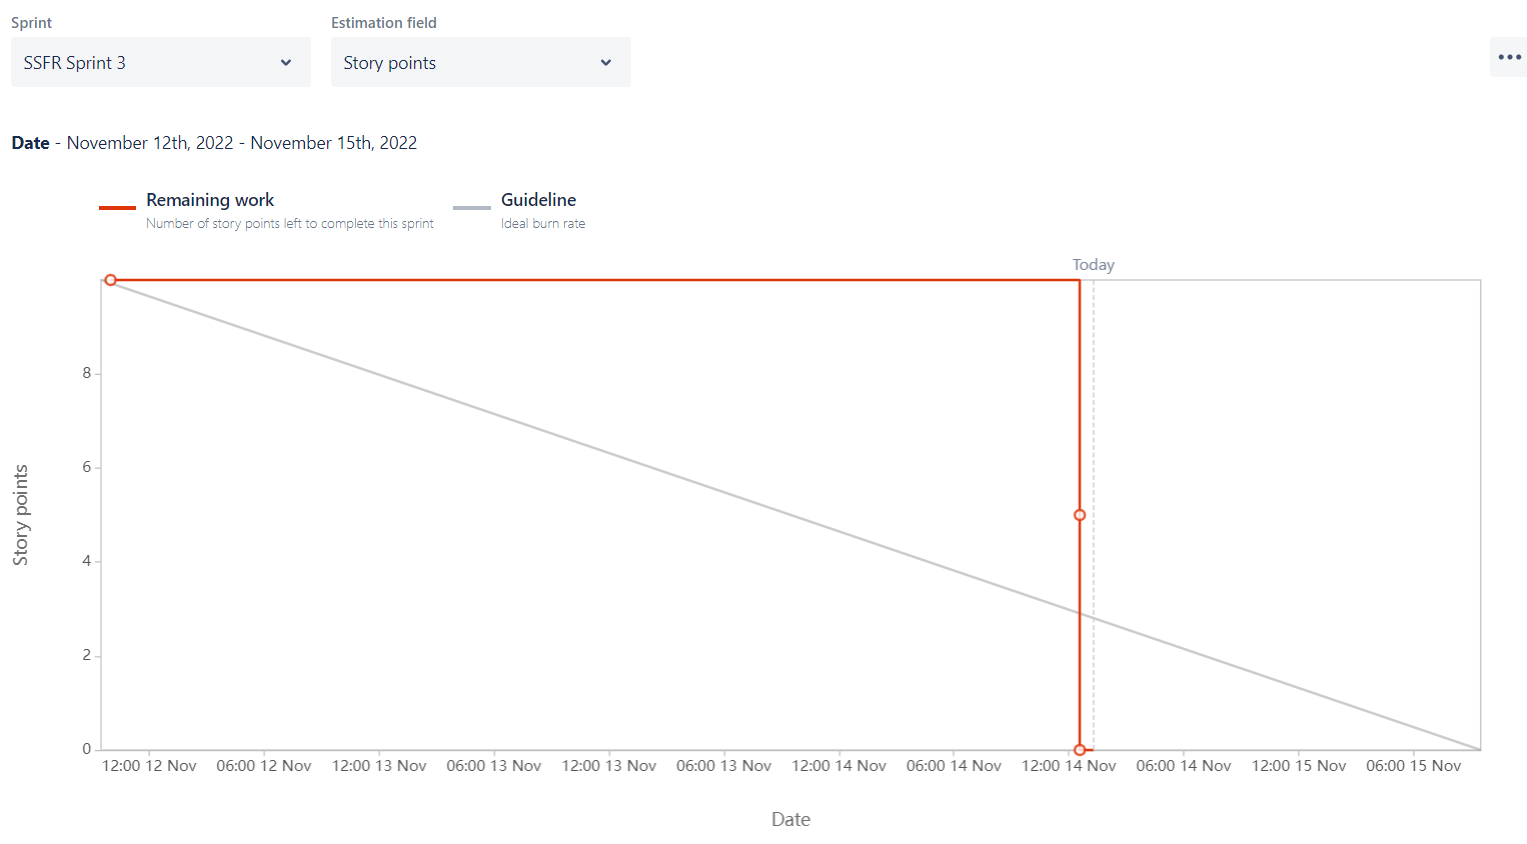 Sprint
Estimation field
SSFR Sprint 3
Story points
Date - November 12th, 2022 - November 15th, 2022
Remaining work
Number of story points left to complete this sprint
Guideline
Ideal burn rate
Today
8
6
4
2
0
Story points
12:00 12 Nov 06:00 12 Nov 12:00 13 Nov 06:00 13 Nov 12:00 13 Nov 06:00 13 Nov 12:00 14 Nov 06:00 14 Nov 12:00 14 Nov 06:00 14 Nov 12:00 15 Nov 06:00 15 Nov
Date